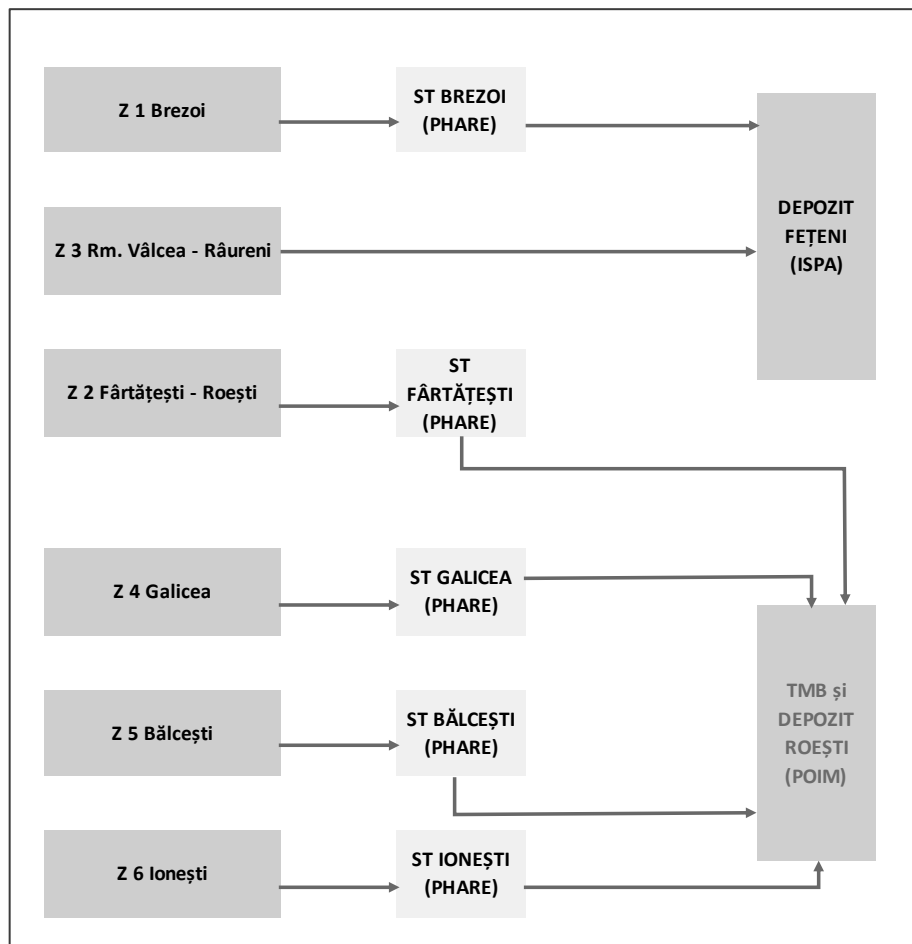 Z 1 Brezoi
ST BREZOI
(PHARE)
DEPOZIT
FEȚENI
(ISPA)
Z 3 Rm. Vâlcea - Râureni
Z 2 Fârtățești - Roești
ST
FÂRTĂȚEȘTI
(PHARE)
Z 4 Galicea
ST GALICEA
(PHARE)
TMB și
DEPOZIT
ROEȘTI
(POIM)
Z 5 Bălcești
ST BĂLCEȘTI
(PHARE)
Z 6 Ionești
ST IONEȘTI
(PHARE)